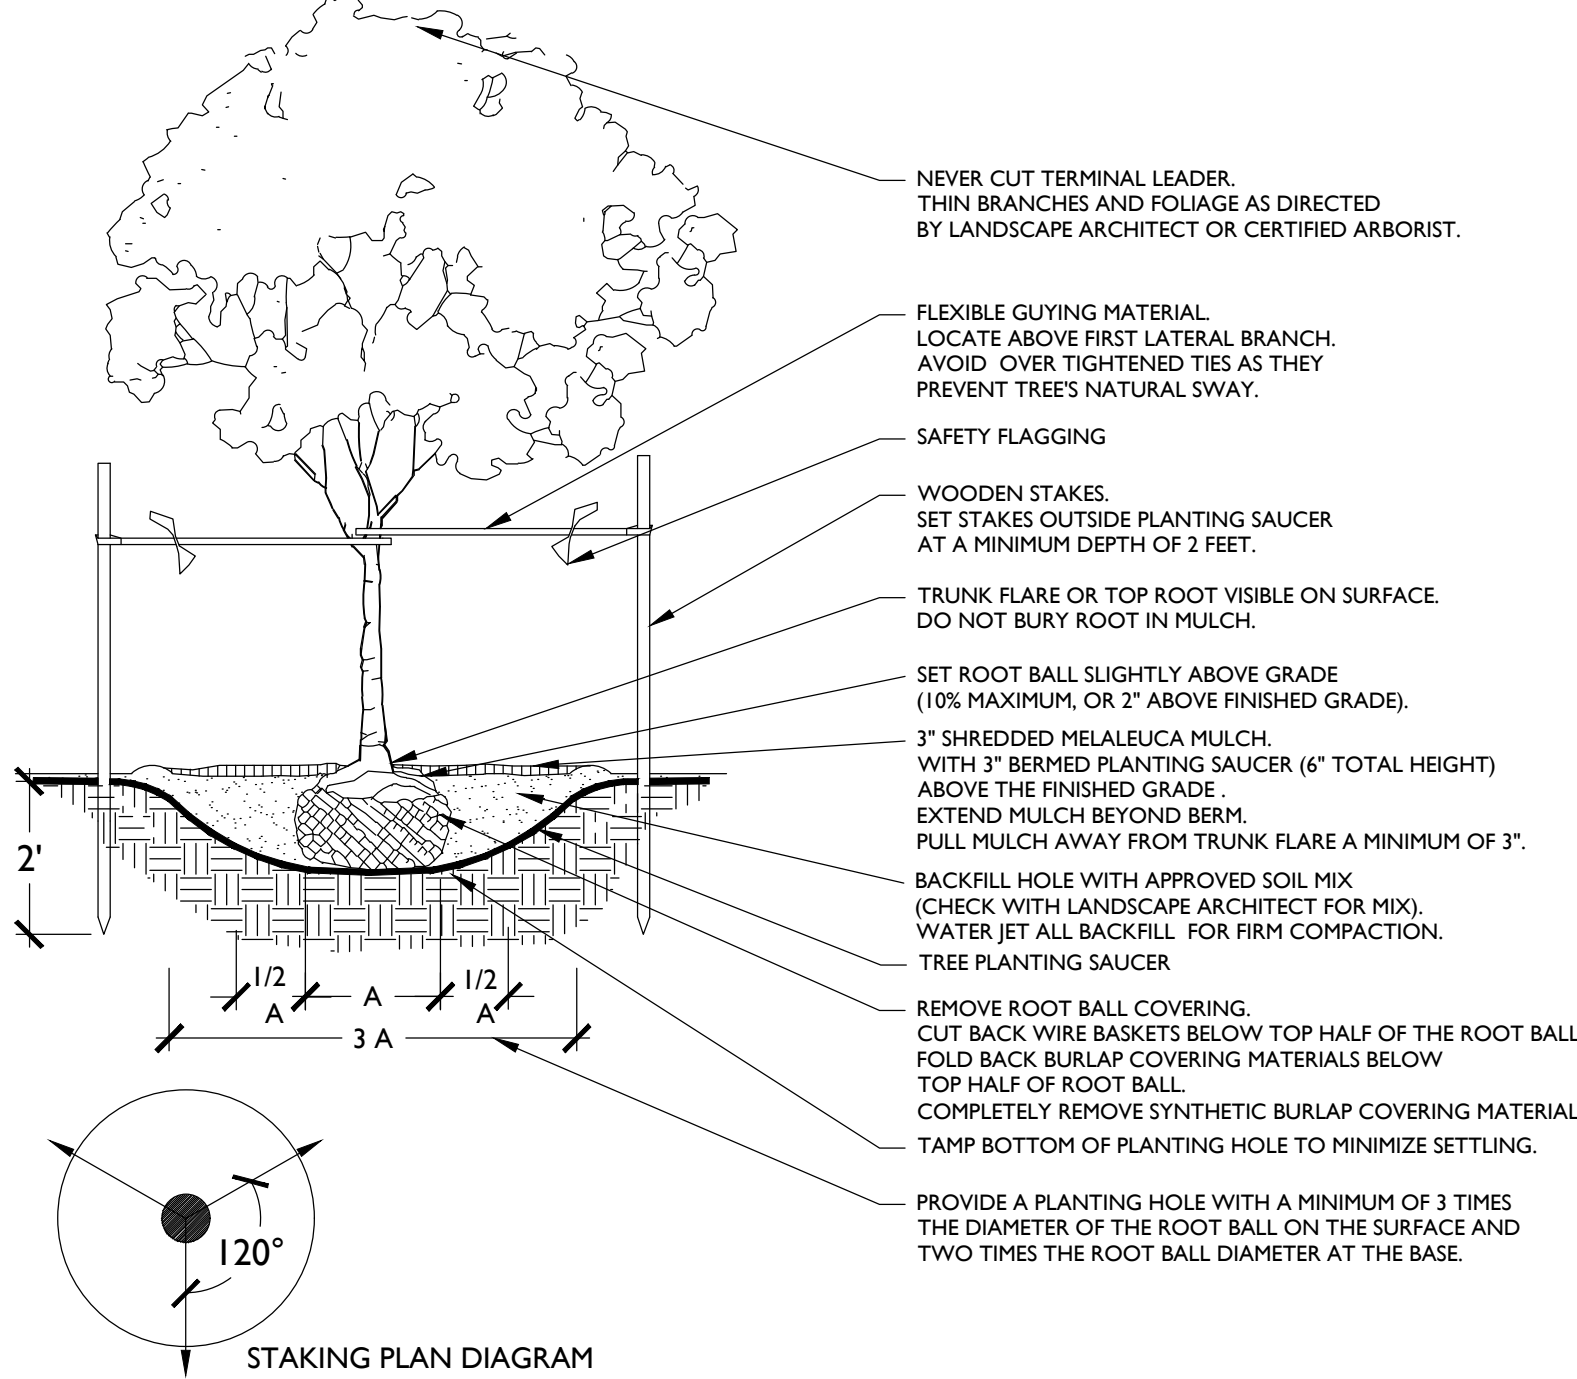 NEVER CUT TERMINAL LEADER.
THIN BRANCHES AND FOLIAGE AS DIRECTED
BY LANDSCAPE ARCHITECT OR CERTIFIED ARBORIST.
FLEXIBLE GUYING MATERIAL.
LOCATE ABOVE FIRST LATERAL BRANCH.
AVOID OVER TIGHTENED TIES AS THEY
PREVENT TREE'S NATURAL SWAY.
SAFETY FLAGGING
WOODEN STAKES.
SET STAKES OUTSIDE PLANTING SAUCER
AT A MINIMUM DEPTH OF 2 FEET.
TRUNK FLARE OR TOP ROOT VISIBLE ON SURFACE.
DO NOT BURY ROOT IN MULCH.
SET ROOT BALL SLIGHTLY ABOVE GRADE
(10% MAXIMUM, OR 2" ABOVE FINISHED GRADE).
3" SHREDDED MELALEUCA MULCH.
WITH 3" BERMED PLANTING SAUCER (6" TOTAL HEIGHT)
ABOVE THE FINISHED GRADE .
EXTEND MULCH BEYOND BERM.
PULL MULCH AWAY FROM TRUNK FLARE A MINIMUM OF 3".
BACKFILL HOLE WITH APPROVED SOIL MIX
(CHECK WITH LANDSCAPE ARCHITECT FOR MIX).
WATER JET ALL BACKFILL FOR FIRM COMPACTION.
TREE PLANTING SAUCER
REMOVE ROOT BALL COVERING.
CUT BACK WIRE BASKETS BELOW TOP HALF OF THE ROOT BALL
FOLD BACK BURLAP COVERING MATERIALS BELOW
TOP HALF OF ROOT BALL.
COMPLETELY REMOVE SYNTHETIC BURLAP COVERING MATERIAL
TAMP BOTTOM OF PLANTING HOLE TO MINIMIZE SETTLING.
PROVIDE A PLANTING HOLE WITH A MINIMUM OF 3 TIMES
THE DIAMETER OF THE ROOT BALL ON THE SURFACE AND
TWO TIMES THE ROOT BALL DIAMETER AT THE BASE.
2'
1/2
A
A
1/2
A
3 A
120°
STAKING PLAN DIAGRAM